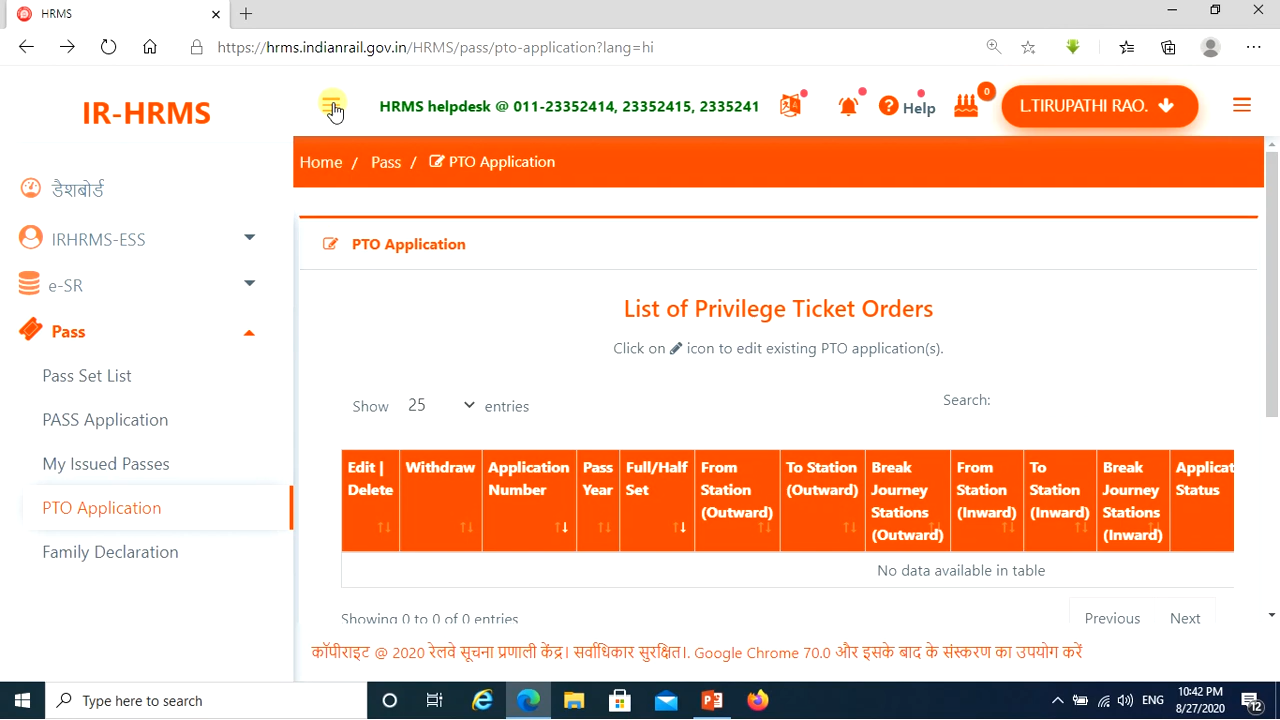 HRMS
https://hrms.indianrail.gov.in/HRMS/pass/pto-application?lang=hi
IR-HRMS
HRMS helpdesk @ 011-23352414, 23352415, 2335241
Help
0
L.TIRUPATHI RAO.
डैशबोर्ड
IRHRMS-ESS
e-SR
Pass
Pass Set List
PASS Application
My Issued Passes
PTO Application
Family Declaration
Home / Pass / PTO Application
PTO Application
List of Privilege Ticket Orders
Click on icon to edit existing PTO application(s).
Show 25 entries
Search:
Edit | Delete
Withdraw
Application Number
Pass Year
Full/Half Set
From Station (Outward)
To Station (Outward)
Break Journey Stations (Outward)
From Station (Inward)
To Station (Inward)
Break Journey Stations (Inward)
Applicat Status
No data available in table
Showing 0 to 0 of 0 entries
Previous Next
कॉपीराइट @ 2020 रेलवे सूचना प्रणाली केंद्र। सर्वाधिकार सुरक्षित।. Google Chrome 70.0 और इसके बाद के संस्करण का उपयोग करें
Type here to search
ENG
10:42 PM
8/27/2020
12